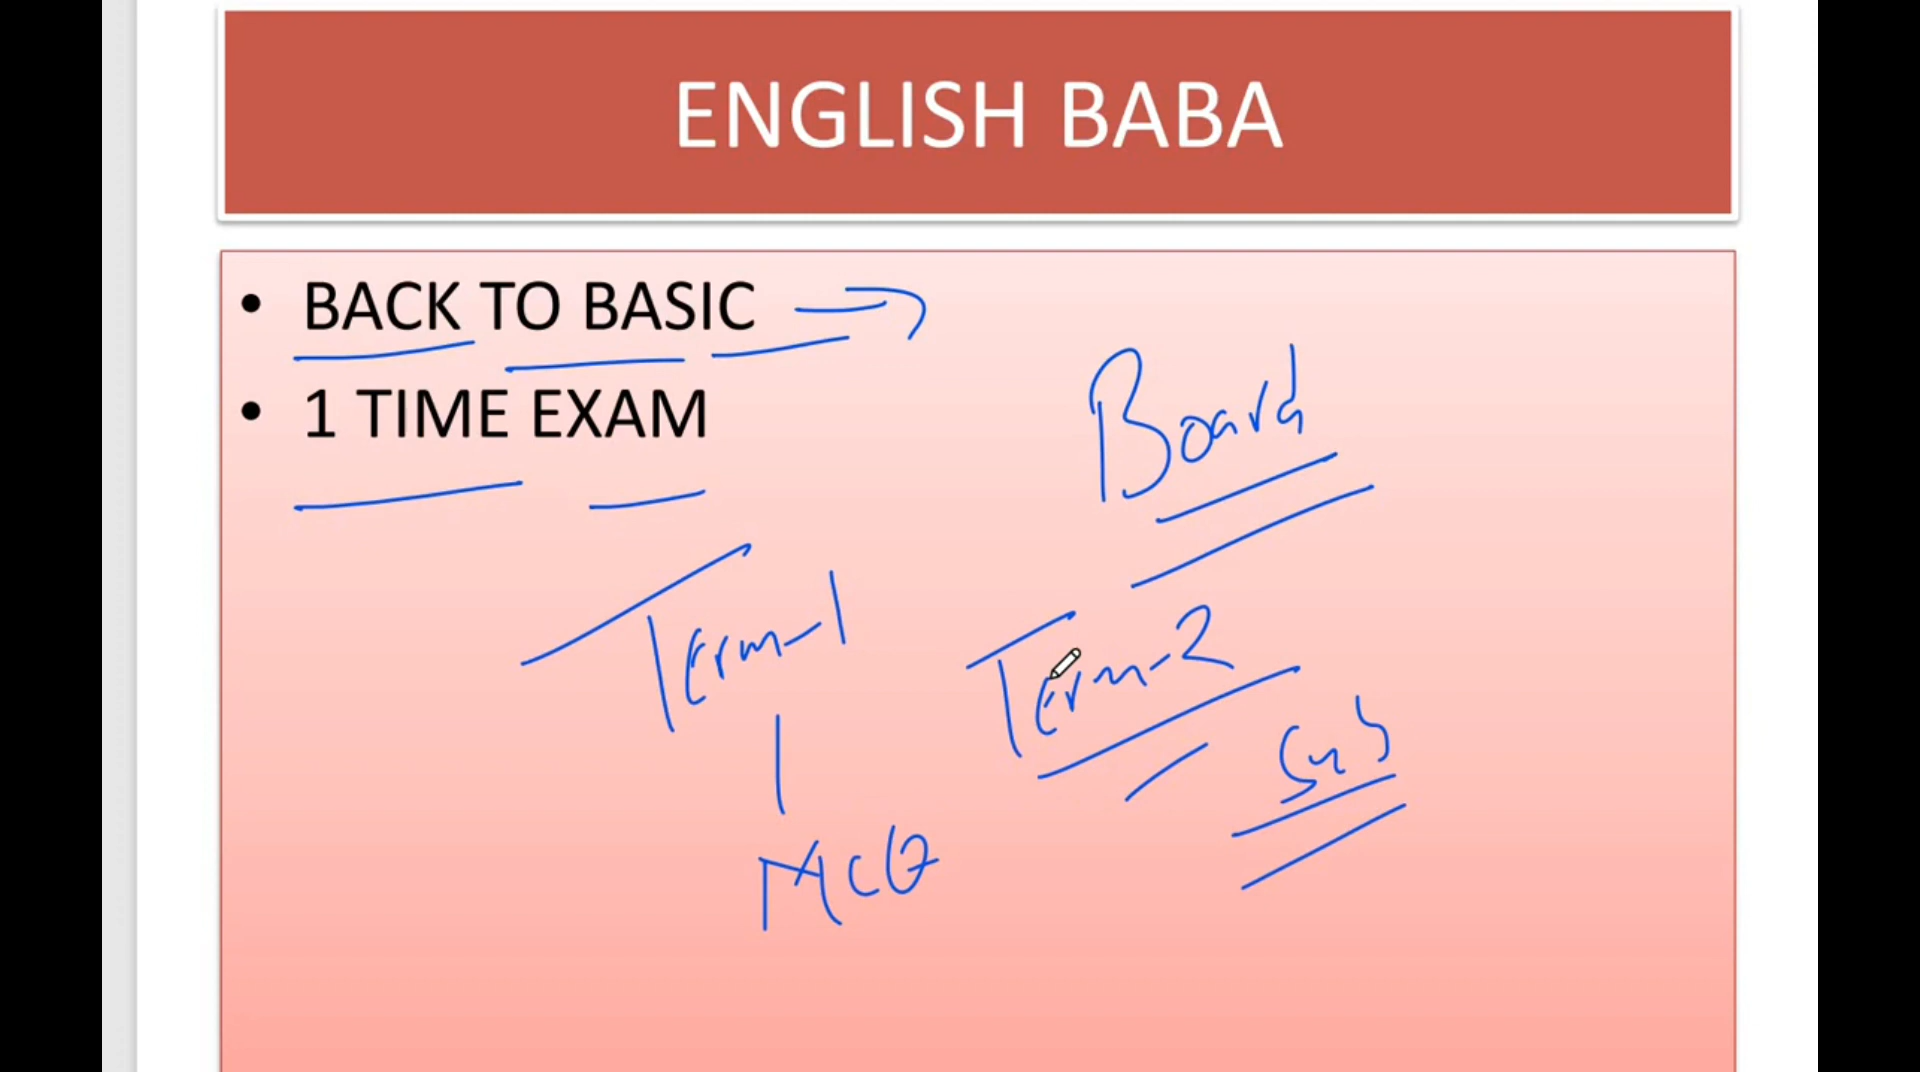 ENGLISH BABA
• BACK TO BASIC
• 1 TIME EXAM
Board
Term-1
Term-2
Sub
MCQ